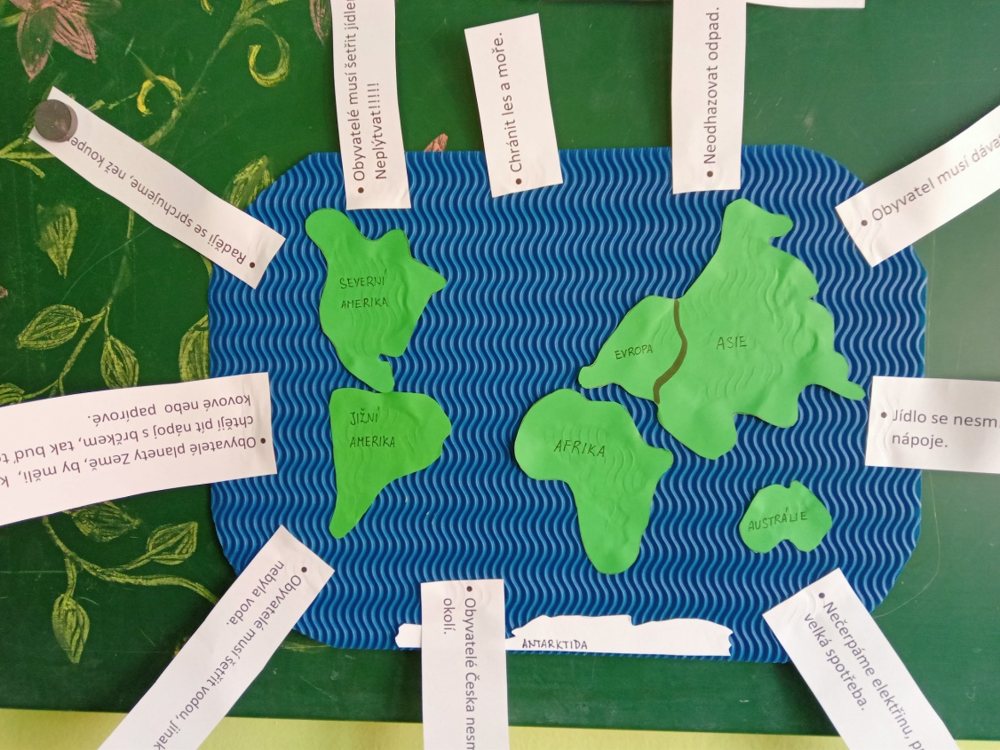 • Obyvatelé musí šetřit jídlem
Neplýtvat!!!!!
• Chránit les a moře.
• Neodhazovat odpad.
• Obyvatel musí dávat
• Raději se sprchujeme, než koupe
SEVERNÍ
AMERIKA
EVROPA
ASIE
• Jídlo se nesm
nápoje.
• Obyvatelé planety Země, by měli, k
chtějí pít nápoj s brčkem, tak buď
kovové nebo papírové.
JIŽNÍ
AMERIKA
AFRIKA
AUSTRÁLIE
• Obyvatelé musí šetřit vodou, jinak
nebyla voda.
• Obyvatelé Česka nesm
okolí.
ANTARKTIDA
• Nečerpáme elektřinu,
velká spotřeba.